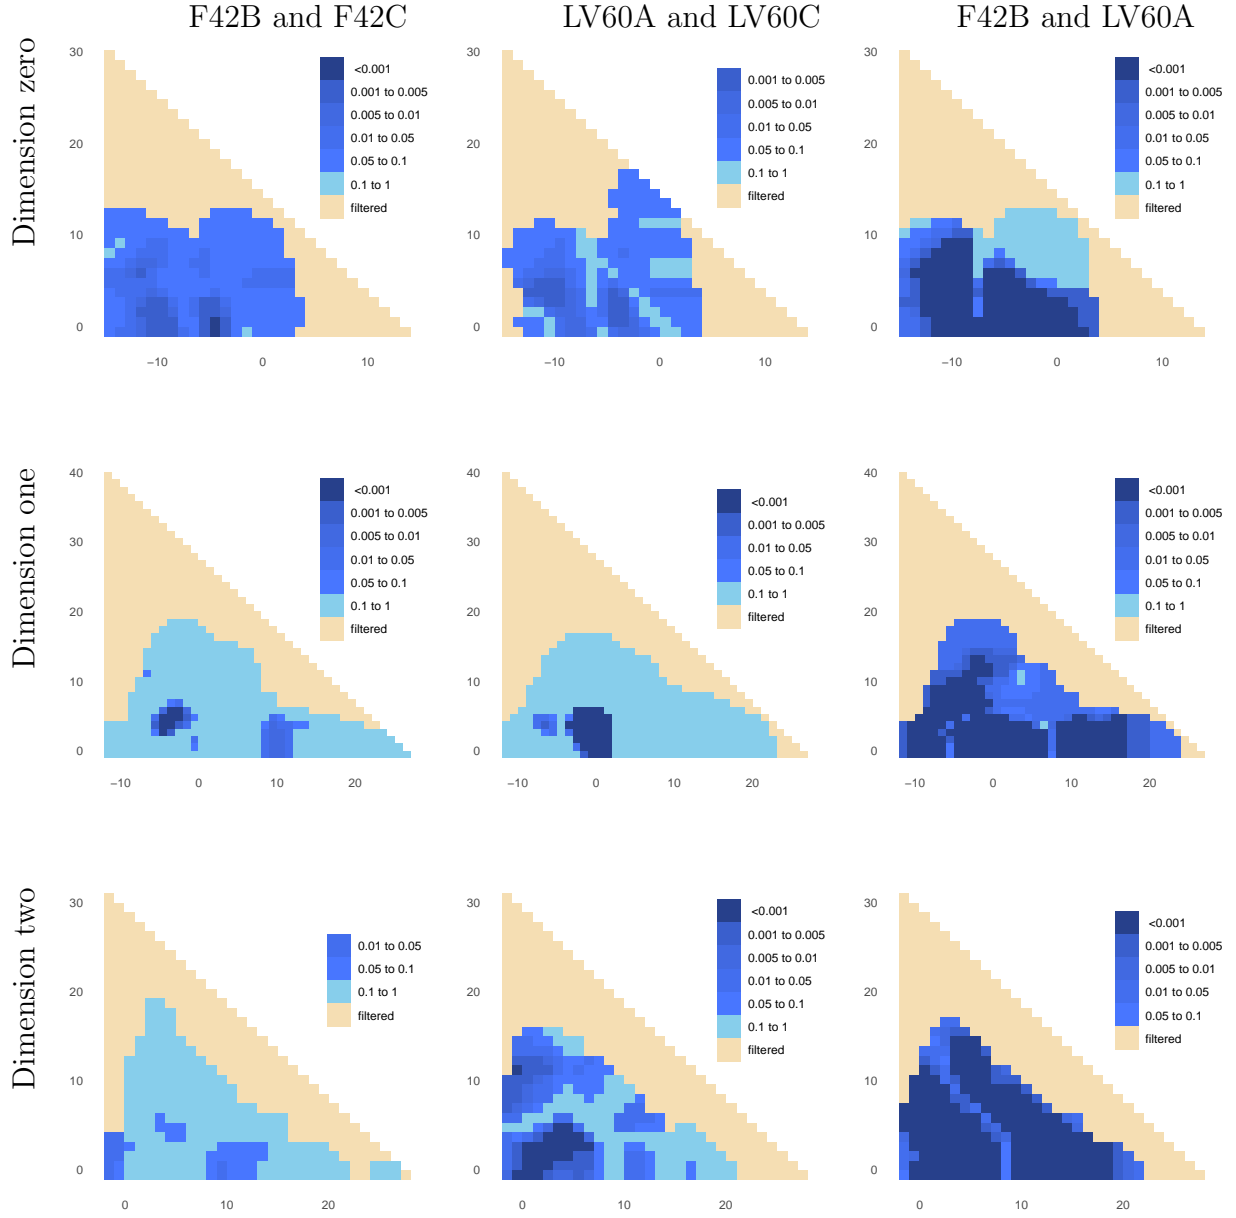 F42B and F42C
LV60A and LV60C
F42B and LV60A
Dimension zero
30
20
10
0
−10
0
10
<0.001
0.001 to 0.005
0.005 to 0.01
0.01 to 0.05
0.05 to 0.1
0.1 to 1
filtered
30
20
10
0
−10
0
10
0.001 to 0.005
0.005 to 0.01
0.01 to 0.05
0.05 to 0.1
0.1 to 1
filtered
30
20
10
0
−10
0
10
<0.001
0.001 to 0.005
0.005 to 0.01
0.01 to 0.05
0.05 to 0.1
0.1 to 1
filtered
Dimension one
40
30
20
10
0
−10
0
10
20
<0.001
0.001 to 0.005
0.005 to 0.01
0.01 to 0.05
0.05 to 0.1
0.1 to 1
filtered
40
30
20
10
0
−10
0
10
20
<0.001
0.001 to 0.005
0.01 to 0.05
0.05 to 0.1
0.1 to 1
filtered
40
30
20
10
0
−10
0
10
20
<0.001
0.001 to 0.005
0.005 to 0.01
0.01 to 0.05
0.05 to 0.1
0.1 to 1
filtered
Dimension two
30
20
10
0
0
10
20
0.01 to 0.05
0.05 to 0.1
0.1 to 1
filtered
30
20
10
0
0
10
20
<0.001
0.001 to 0.005
0.005 to 0.01
0.01 to 0.05
0.05 to 0.1
0.1 to 1
filtered
30
20
10
0
0
10
20
<0.001
0.001 to 0.005
0.005 to 0.01
0.01 to 0.05
0.05 to 0.1
filtered